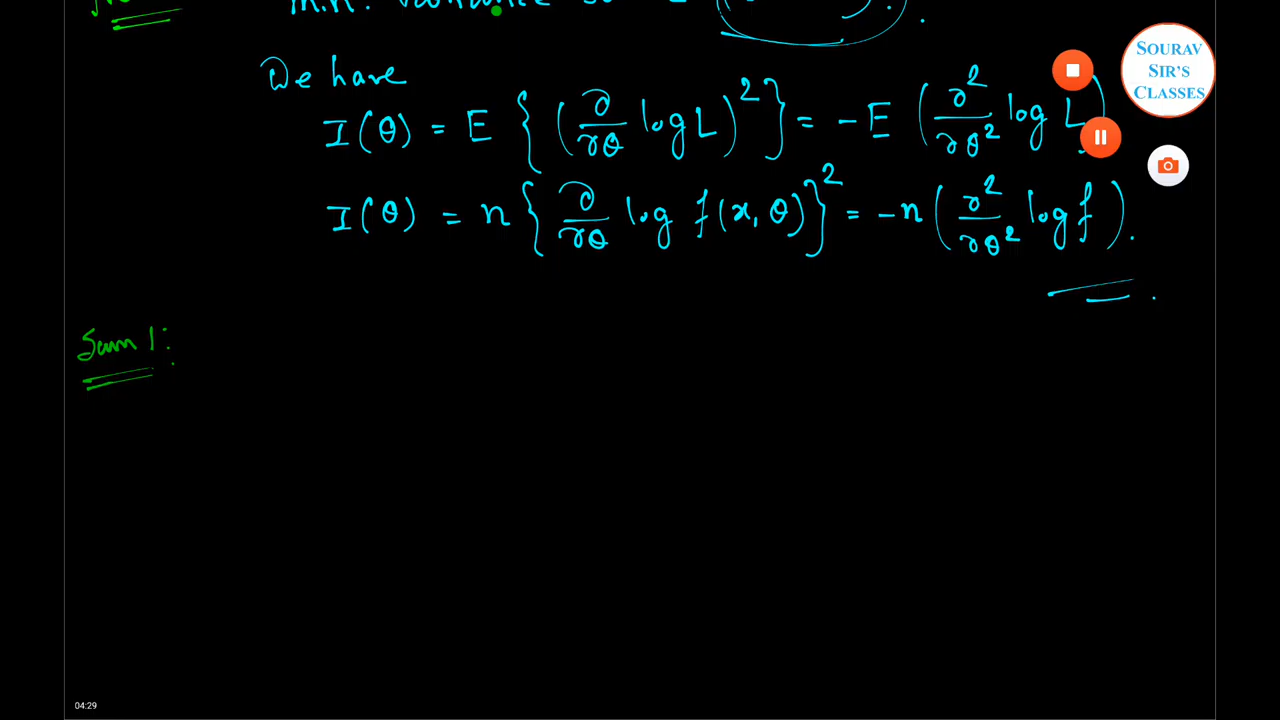 m.n. variance
SOURAV
SIR'S
CLASSES
We have
I(θ) = E {(∂/∂θ log L)²} = - E (∂²/∂θ² log L)
I(θ) = n {∂/∂θ log f(x, θ)}² = - n (∂²/∂θ² log f).
Sum 1:
04:29